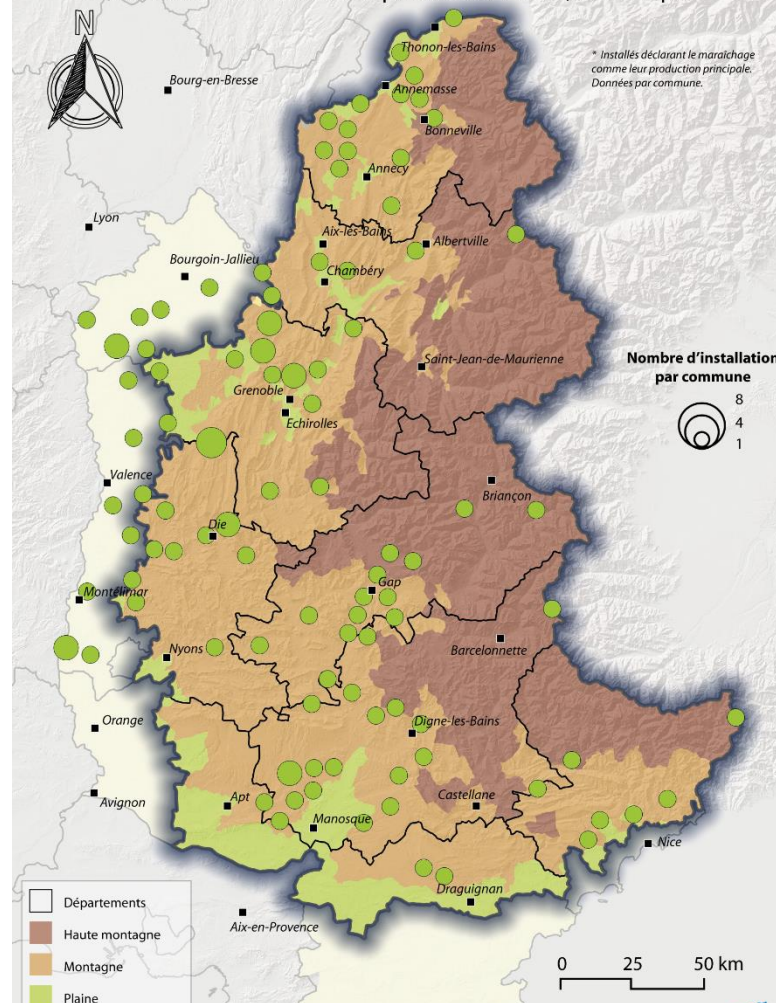 Thonon-les-Bains
* Installés déclarant le maraîchage
comme leur production principale.
Données par commune.
N
Bourg-en-Bresse
Annemasse
Bonneville
Annecy
Lyon
Aix-les-Bains
Albertville
Bourgoin-Jallieu
Chambéry
Saint-Jean-de-Maurienne
Nombre d'installation
par commune
8
4
1
Grenoble
Echirolles
Valence
Briançon
Die
Gap
Montélimar
Barcelonnette
Nyons
Orange
Digne-les-Bains
Avignon
Apt
Castellane
Manosque
Nice
Draguignan
Aix-en-Provence
Départements
Haute montagne
Montagne
Plaine
0 25 50 km